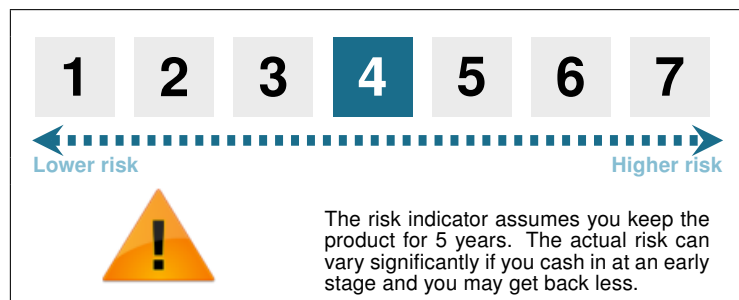 1 2 3 4 5 6 7
Lower risk Higher risk
!
The risk indicator assumes you keep the
product for 5 years. The actual risk can
vary significantly if you cash in at an early
stage and you may get back less.